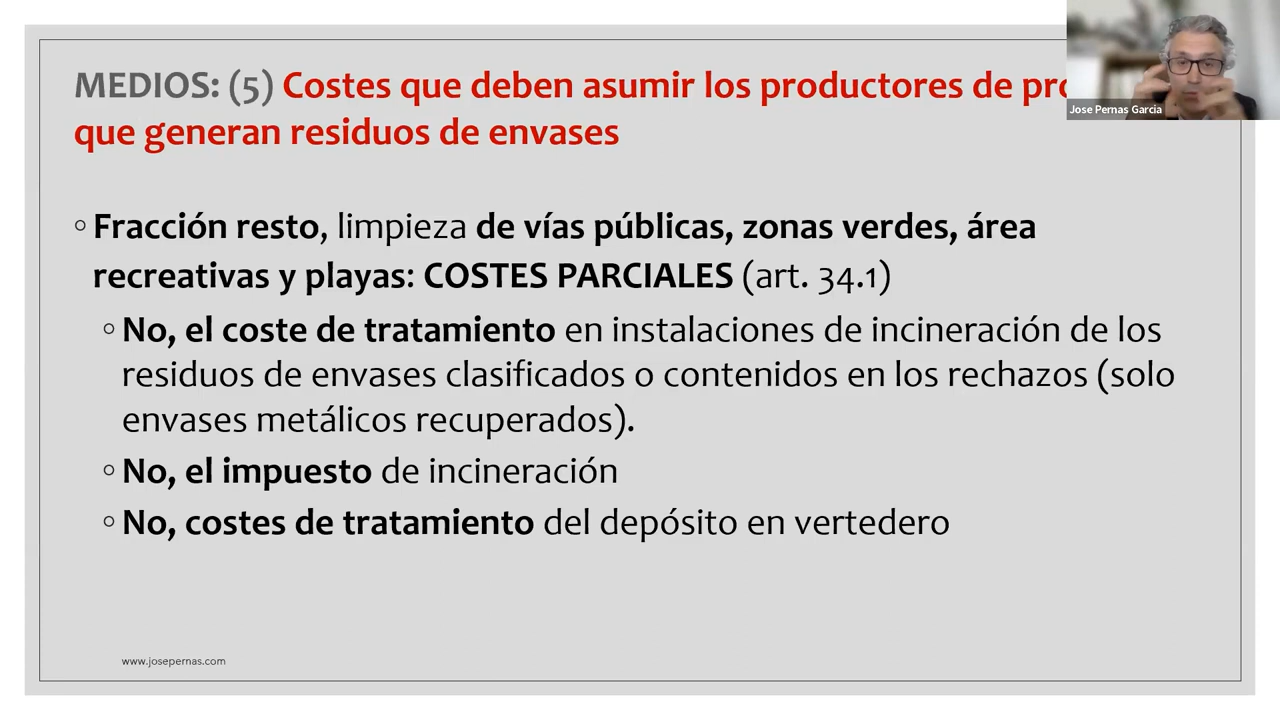 MEDIOS: (5) Costes que deben asumir los productores de
que generan residuos de envases
Jose Pernas Garcia
◦ Fracción resto, limpieza de vías públicas, zonas verdes, área
recreativas y playas: COSTES PARCIALES (art. 34.1)
◦ No, el coste de tratamiento en instalaciones de incineración de los
residuos de envases clasificados o contenidos en los rechazos (solo
envases metálicos recuperados).
◦ No, el impuesto de incineración
◦ No, costes de tratamiento del depósito en vertedero
www.josepernas.com